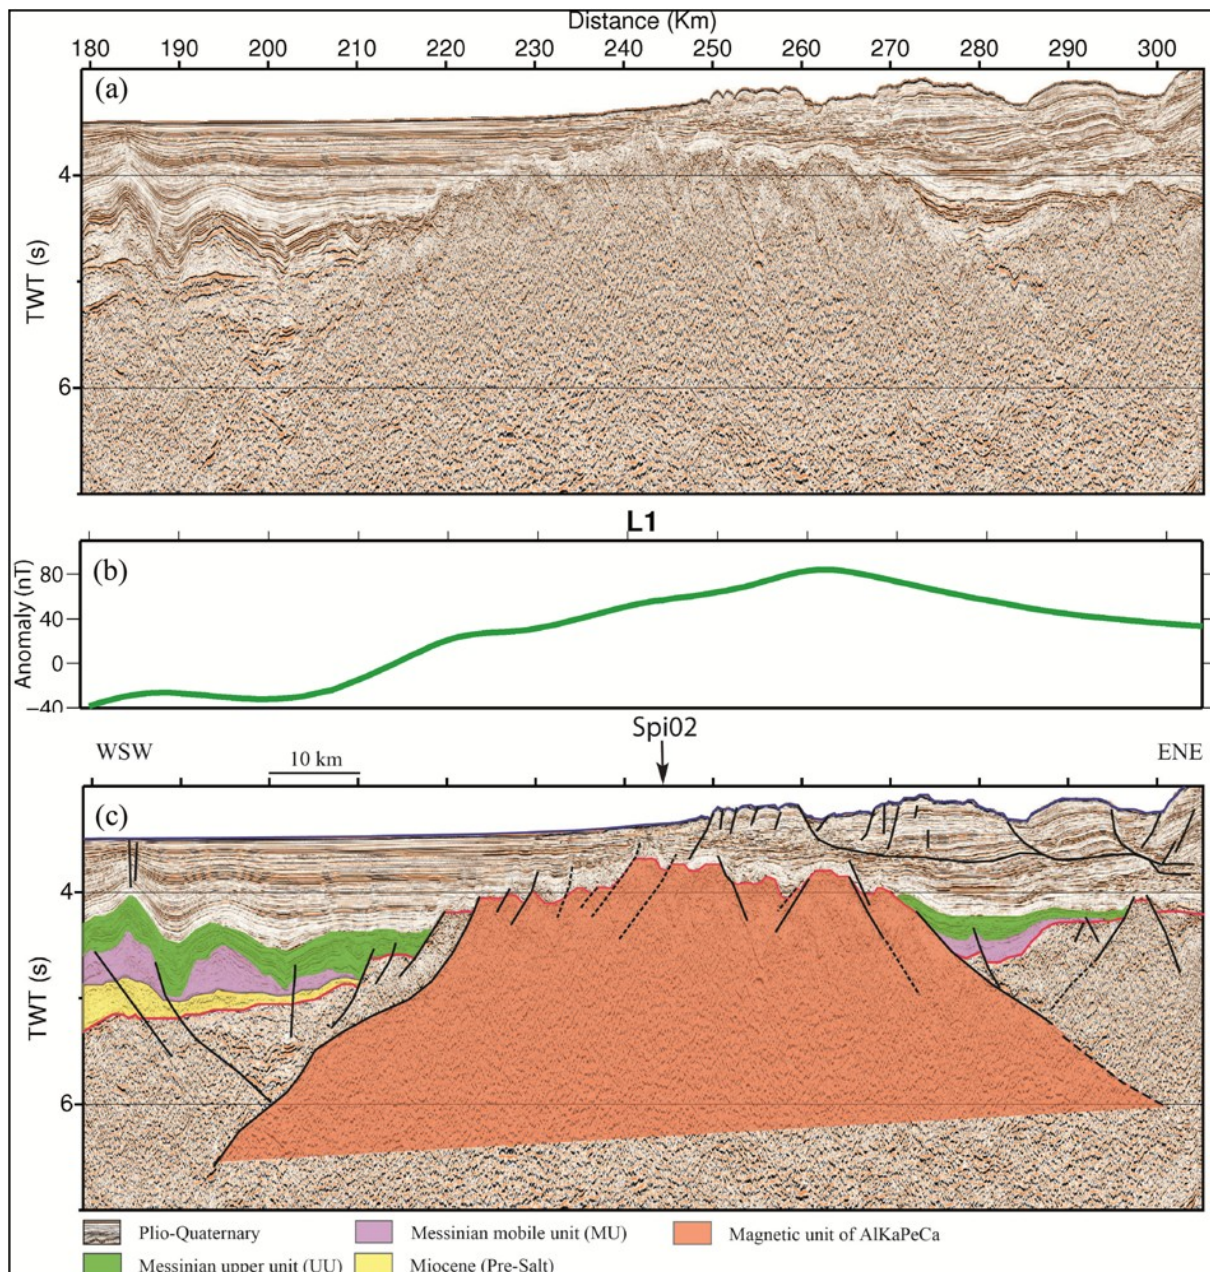 Distance (Km)
180 190 200 210 220 230 240 250 260 270 280 290 300
(a)
4
TWT (s)
6
L1
(b)
80
40
0
−40
Anomaly (nT)
Spi02
WSW
10 km
ENE
(c)
4
TWT (s)
6
Plio-Quaternary
Messinian mobile unit (MU)
Magnetic unit of AlKaPeCa
Messinian upper unit (UU)
Miocene (Pre-Salt)